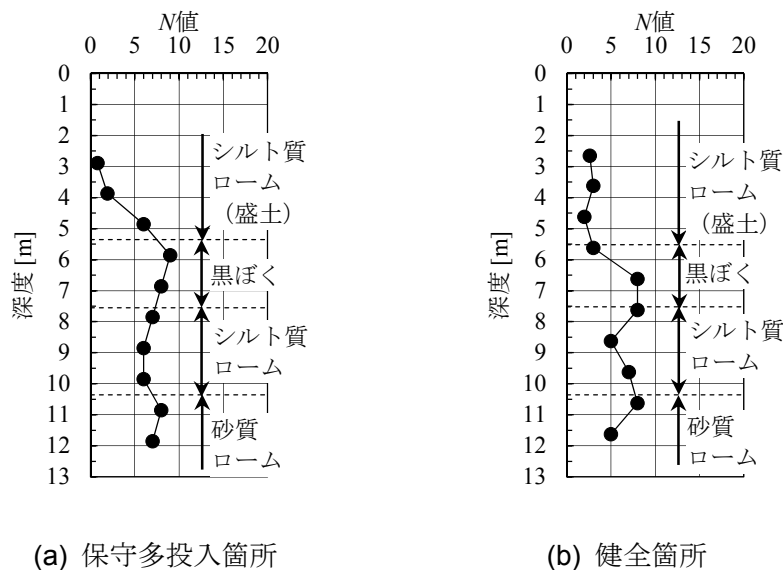 N値
0 5 10 15 20
0
1
2
3
4
5
6
7
8
9
10
11
12
13
深度 [m]
シルト質
ローム
（盛土）
黒ぼく
シルト質
ローム
砂質
ローム
(a) 保守多投入箇所
N値
0 5 10 15 20
0
1
2
3
4
5
6
7
8
9
10
11
12
13
深度 [m]
シルト質
ローム
（盛土）
黒ぼく
シルト質
ローム
砂質
ローム
(b) 健全箇所